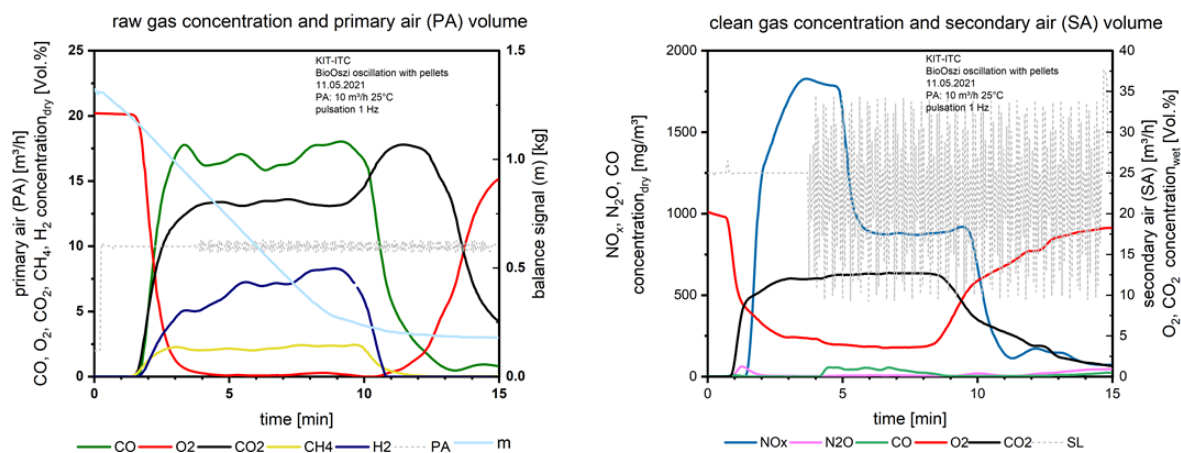 raw gas concentration and primary air (PA) volume
primary air (PA) [m³/h]
CO, O₂, CO₂, CH₄, H₂ concentration_dry [Vol.%]
25
20
15
10
5
0
KIT-ITC
BioOszi oscillation with pellets
11.05.2021
PA: 10 m³/h 25°C
pulsation 1 Hz
1.5
1.0
0.5
0.0
balance signal (m) [kg]
0 5 10 15
time [min]
CO O2 CO2 CH4 H2 PA m
clean gas concentration and secondary air (SA) volume
NOₓ, N₂O, CO
concentration_dry [mg/m³]
2000
1500
1000
500
0
KIT-ITC
BioOszi oscillation with pellets
11.05.2021
PA: 10 m³/h 25°C
pulsation 1 Hz
40
35
30
25
20
15
10
5
0
secondary air (SA) [m³/h]
O₂, CO₂ concentration_wet [Vol.%]
0 5 10 15
time [min]
NOx N2O CO O2 CO2 SL